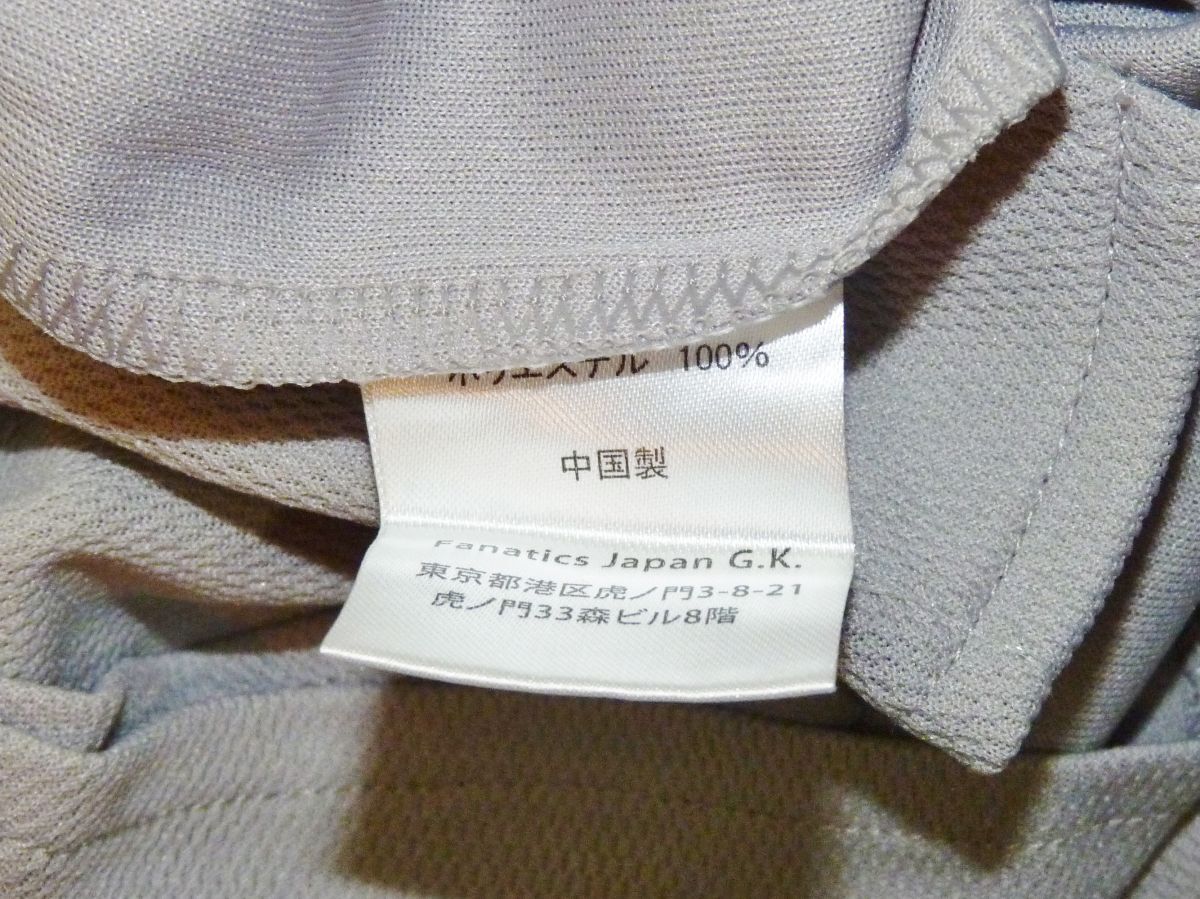 ポリエステル 100%
中国製
Fanatics Japan G.K.
東京都港区虎ノ門3-8-21
虎ノ門33森ビル8階